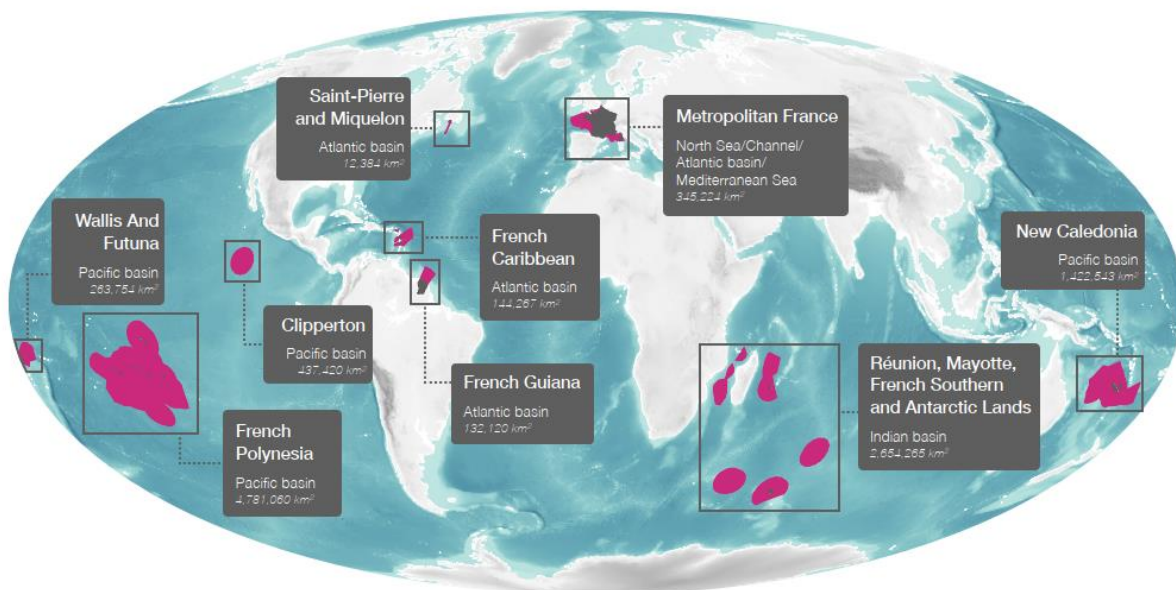 Saint-Pierre
and Miquelon
Atlantic basin
12,384 km²
Metropolitan France
North Sea/Channel/
Atlantic basin/
Mediterranean Sea
345,224 km²
Wallis And
Futuna
Pacific basin
263,754 km²
French
Caribbean
Atlantic basin
144,267 km²
New Caledonia
Pacific basin
1,422,543 km²
Clipperton
Pacific basin
437,420 km²
French Guiana
Atlantic basin
132,120 km²
Réunion, Mayotte,
French Southern
and Antarctic Lands
Indian basin
2,654,265 km²
French
Polynesia
Pacific basin
4,781,060 km²